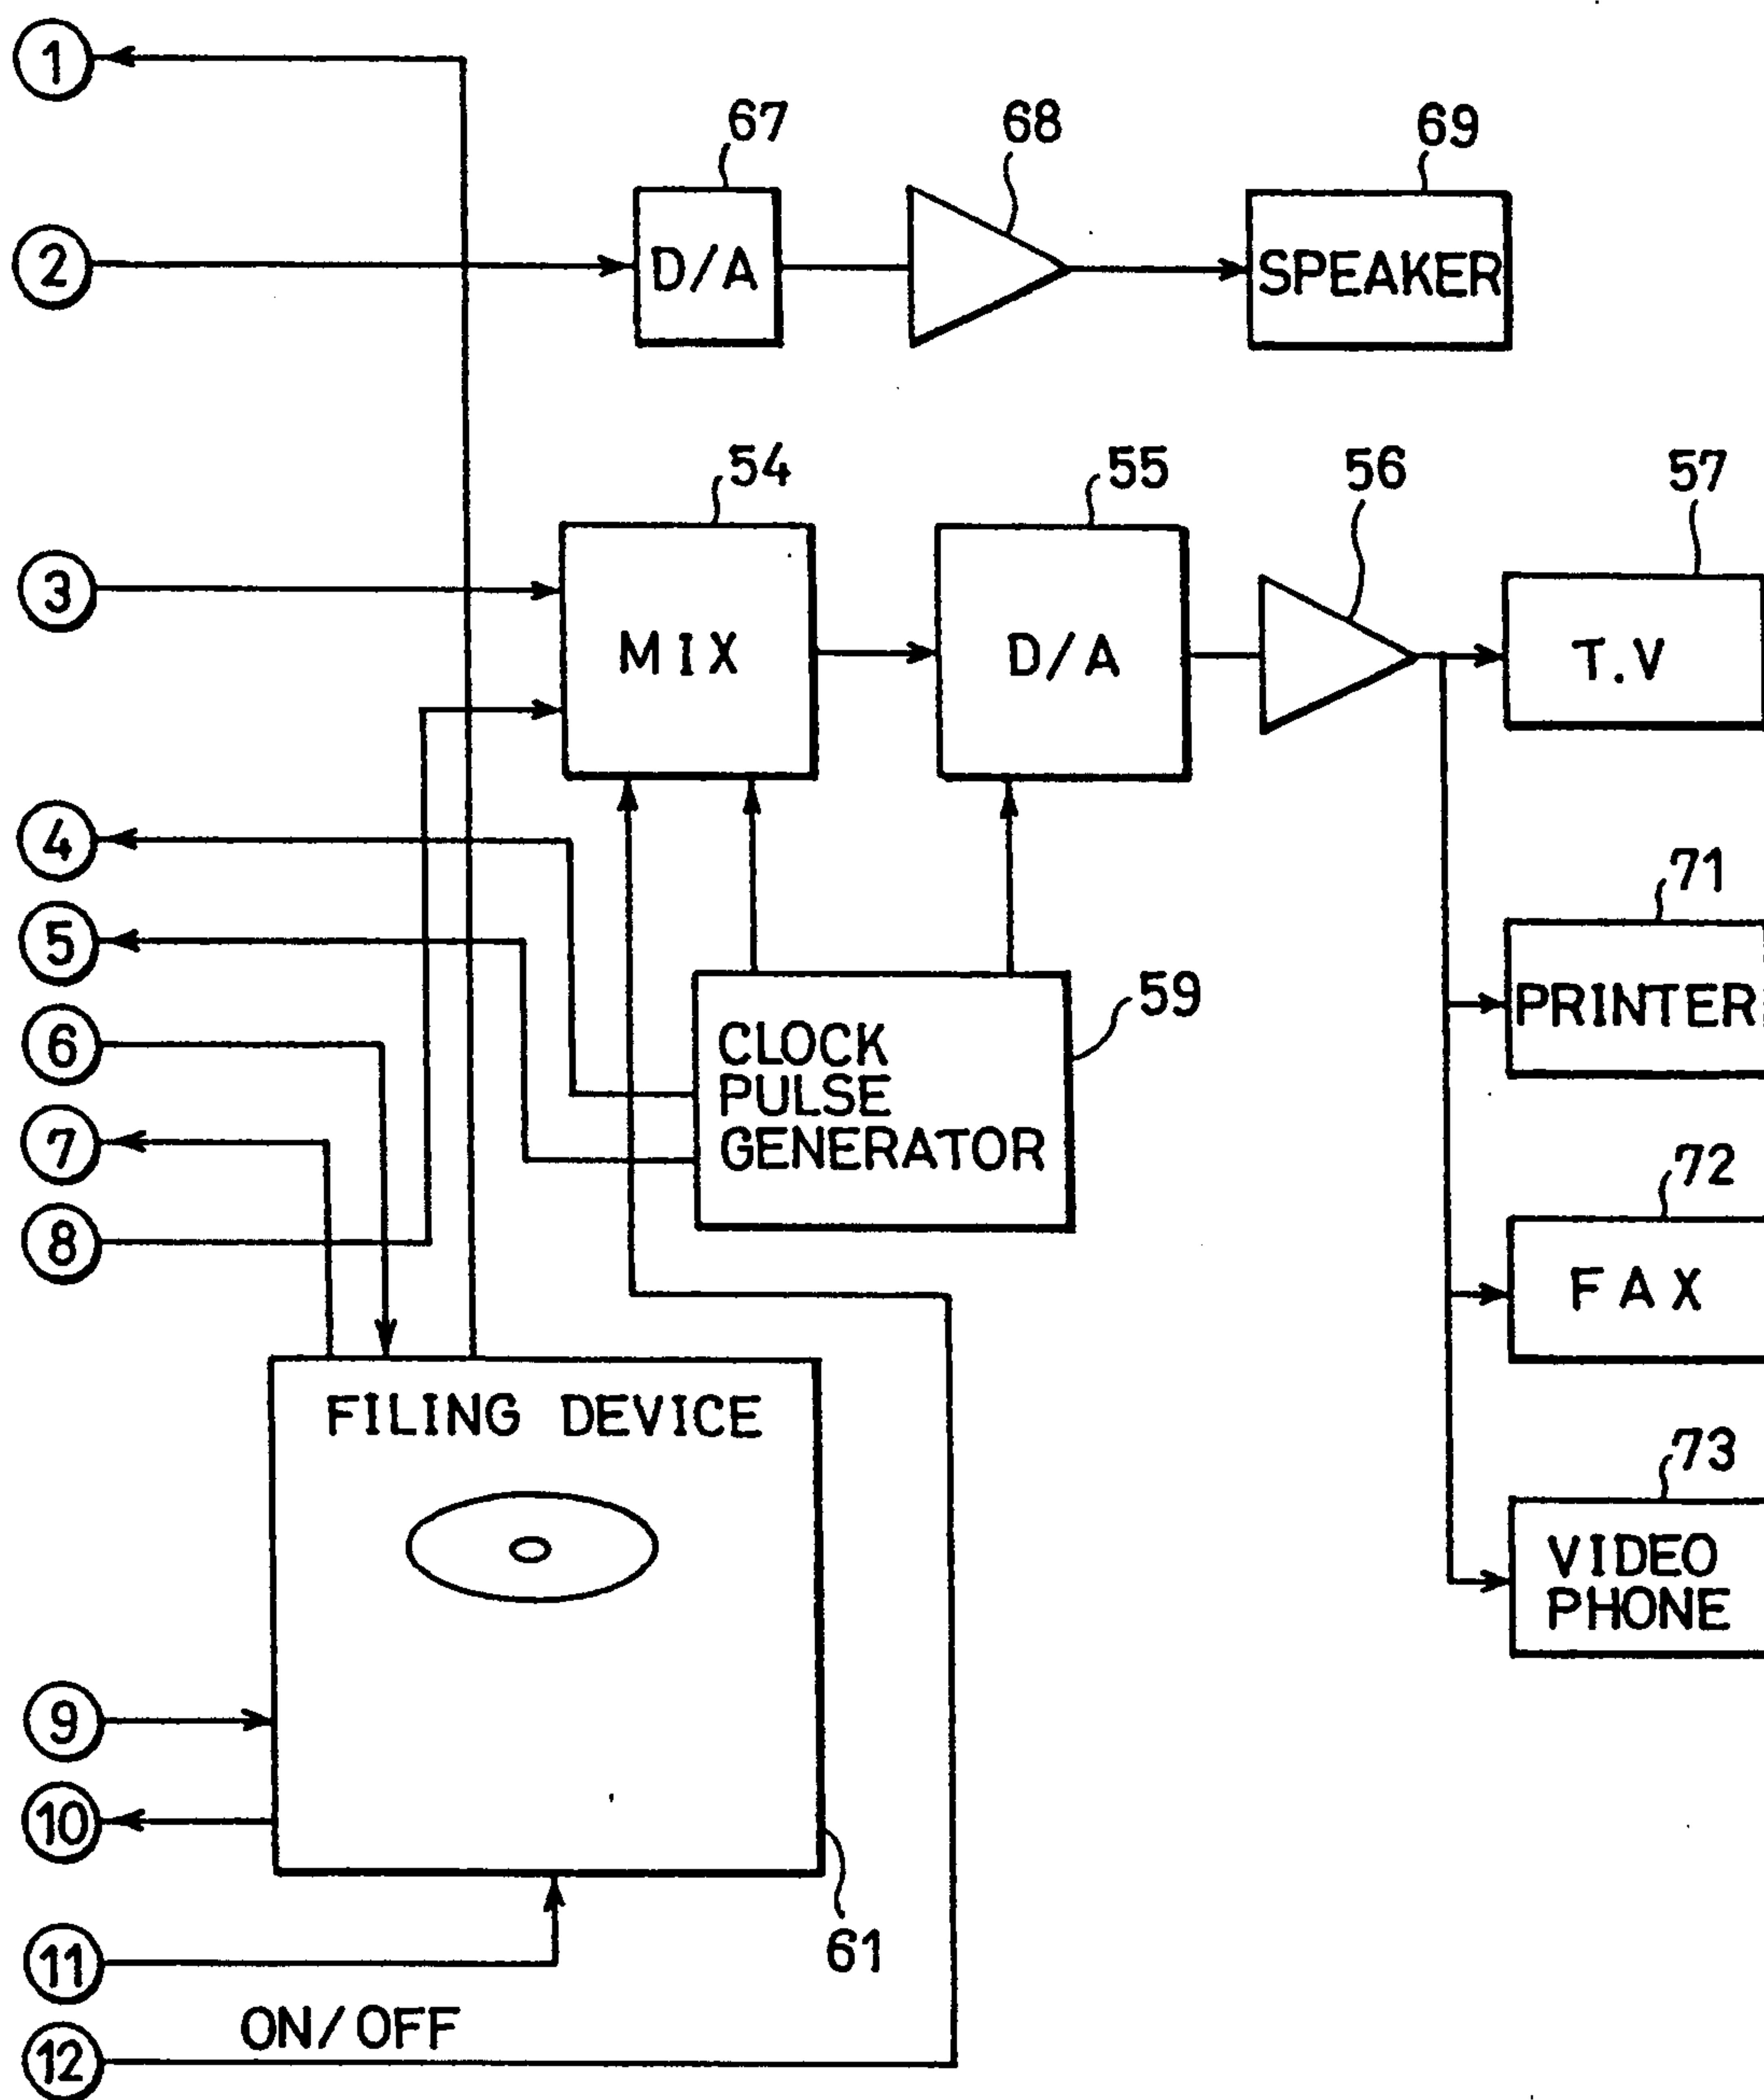 1
67
68
69
2
D/A
SPEAKER
54
55
56
57
3
MIX
D/A
T.V
4
71
5
59
PRINTER
6
CLOCK
PULSE
GENERATOR
7
72
8
FAX
FILING DEVICE
73
VIDEO
PHONE
9
10
61
11
ON/OFF
12